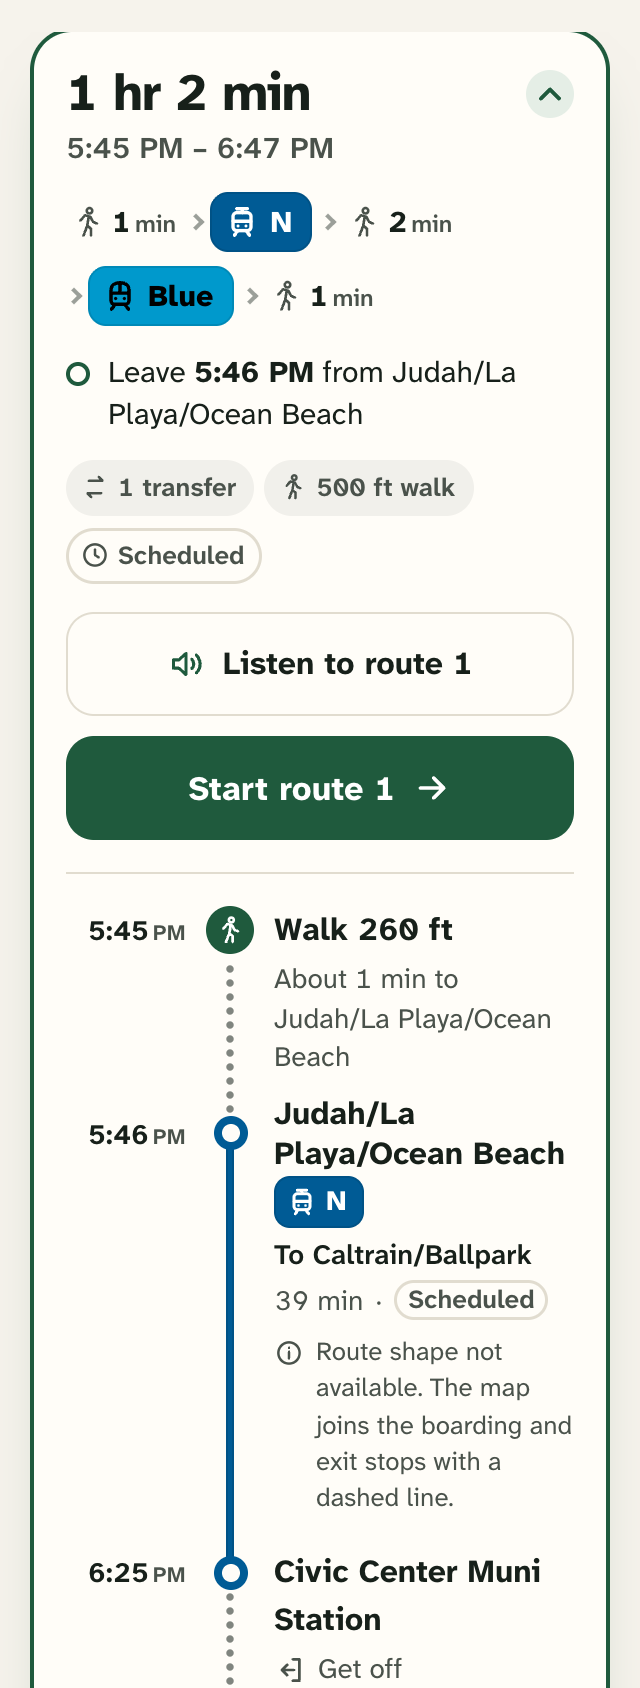 1 hr 2 min
5:45 PM – 6:47 PM
1 min > N > 2 min
> Blue > 1 min
Leave 5:46 PM from Judah/La
Playa/Ocean Beach
1 transfer 500 ft walk
Scheduled
Listen to route 1
Start route 1 →
5:45 PM Walk 260 ft
About 1 min to
Judah/La Playa/Ocean
Beach
Judah/La
5:46 PM Playa/Ocean Beach
N
To Caltrain/Ballpark
39 min · Scheduled
Route shape not
available. The map
joins the boarding and
exit stops with a
dashed line.
6:25 PM Civic Center Muni
Station
Get off